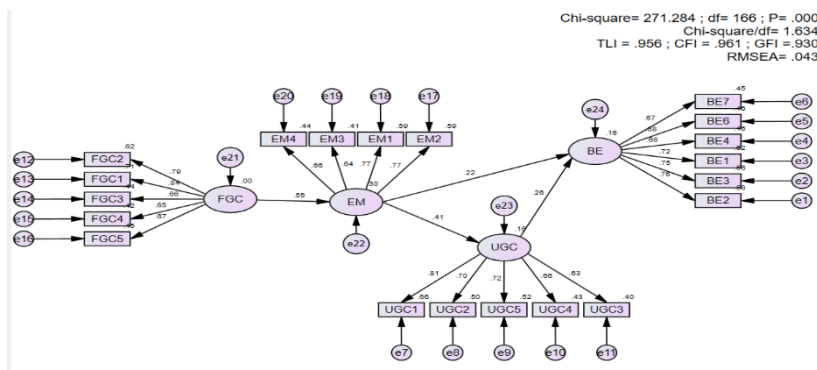 Chi-square= 271.284 ; df= 166 ; P= .000
Chi-square/df= 1.634
TLI = .956 ; CFI = .961 ; GFI =.930
RMSEA= .043
e20 e19 e18 e17
.44 .41 .59 .59
EM4 EM3 EM1 EM2
.66 .64 .77 .77
e24
.16
BE
.45
BE7 e6
BE6 e5
BE4 e4
BE1 e3
BE3 e2
BE2 e1
.67
.68
.68
.72
.75
.76
e12 FGC2 .62
e13 FGC1
e14 FGC3
e15 FGC4
e16 FGC5
.79
.84
.66
.65
.67
e21
.00
FGC
.30
EM
e22
.22
.26
.41
e23
UGC
.81 .70 .72 .66 .63
UGC1 .66 UGC2 .50 UGC5 .52 UGC4 .43 UGC3 .40
e7 e8 e9 e10 e11